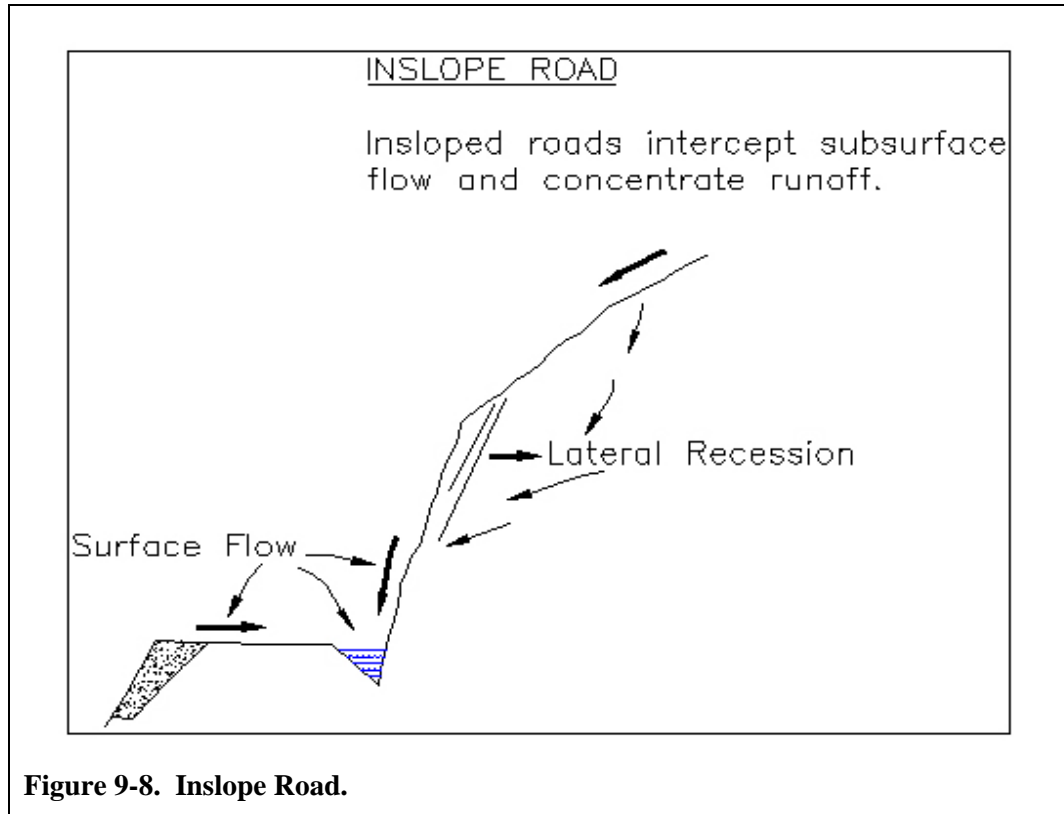 INSLOPE ROAD
Insloped roads intercept subsurface
flow and concentrate runoff.
Lateral Recession
Surface Flow
Figure 9-8. Inslope Road.